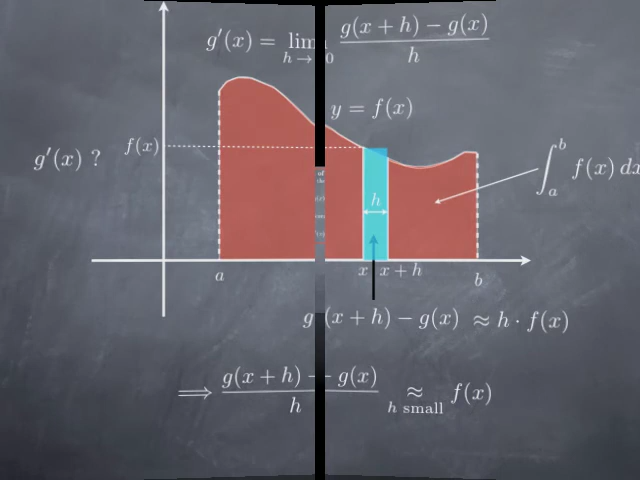 g′(x) = lim h→0 g(x + h) − g(x) / h
y = f(x)
g′(x) ?
f(x)
∫_a^b f(x) dx
h
a
x
x + h
b
g(x + h) − g(x) ≈ h · f(x)
⟹ g(x + h) − g(x) / h ≈ h small f(x)